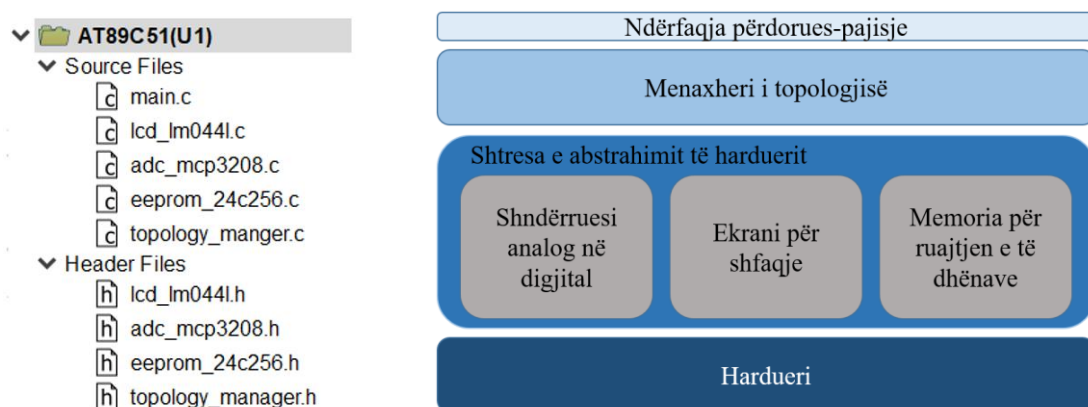 AT89C51(U1)
Source Files
main.c
lcd_lm044l.c
adc_mcp3208.c
eeprom_24c256.c
topology_manger.c
Header Files
lcd_lm044l.h
adc_mcp3208.h
eeprom_24c256.h
topology_manager.h
Ndërfaqja përdorues-pajisje
Menaxheri i topologjisë
Shtresa e abstrahimit të harduerit
Shndërruesi
analog në
digjital
Ekrani për
shfaqje
Memoria për
ruajtjen e të
dhënave
Hardueri